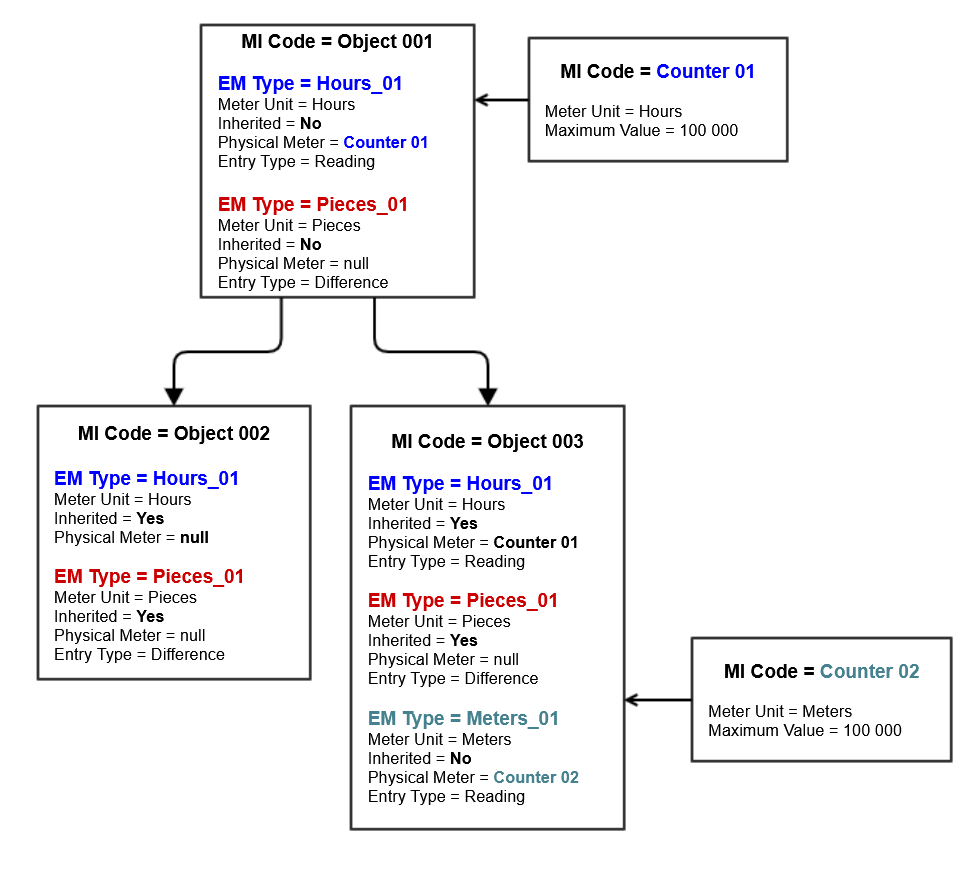 MI Code = Object 001
EM Type = Hours_01
Meter Unit = Hours
Inherited = No
Physical Meter = Counter 01
Entry Type = Reading
EM Type = Pieces_01
Meter Unit = Pieces
Inherited = No
Physical Meter = null
Entry Type = Difference
MI Code = Counter 01
Meter Unit = Hours
Maximum Value = 100 000
MI Code = Object 002
EM Type = Hours_01
Meter Unit = Hours
Inherited = Yes
Physical Meter = null
EM Type = Pieces_01
Meter Unit = Pieces
Inherited = Yes
Physical Meter = null
Entry Type = Difference
MI Code = Object 003
EM Type = Hours_01
Meter Unit = Hours
Inherited = Yes
Physical Meter = Counter 01
Entry Type = Reading
EM Type = Pieces_01
Meter Unit = Pieces
Inherited = Yes
Physical Meter = null
Entry Type = Difference
EM Type = Meters_01
Meter Unit = Meters
Inherited = No
Physical Meter = Counter 02
Entry Type = Reading
MI Code = Counter 02
Meter Unit = Meters
Maximum Value = 100 000